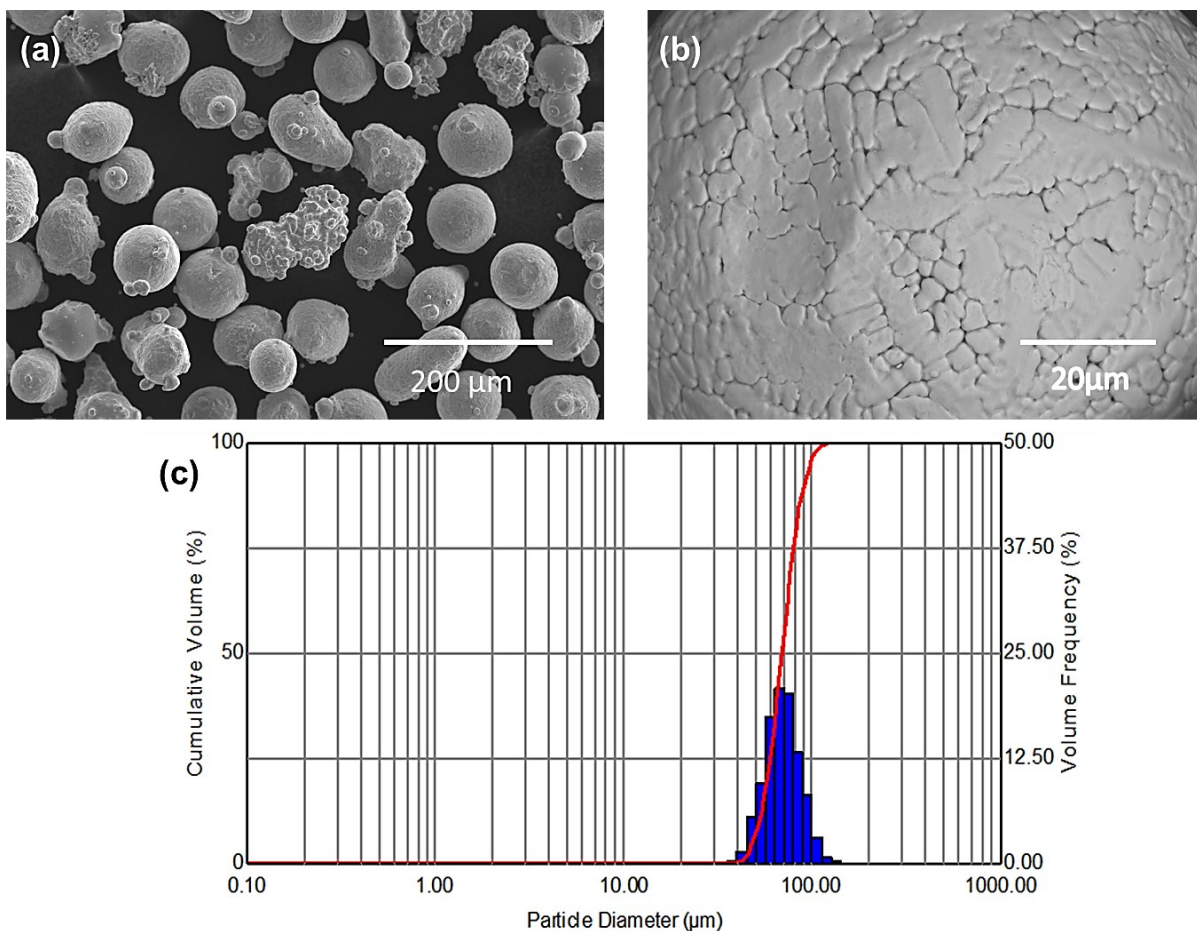 (a)
(b)
200 µm
20µm
(c)
100
50
0
Cumulative Volume (%)
50.00
37.50
25.00
12.50
0.00
Volume Frequency (%)
0.10
1.00
10.00
100.00
1000.00
Particle Diameter (µm)